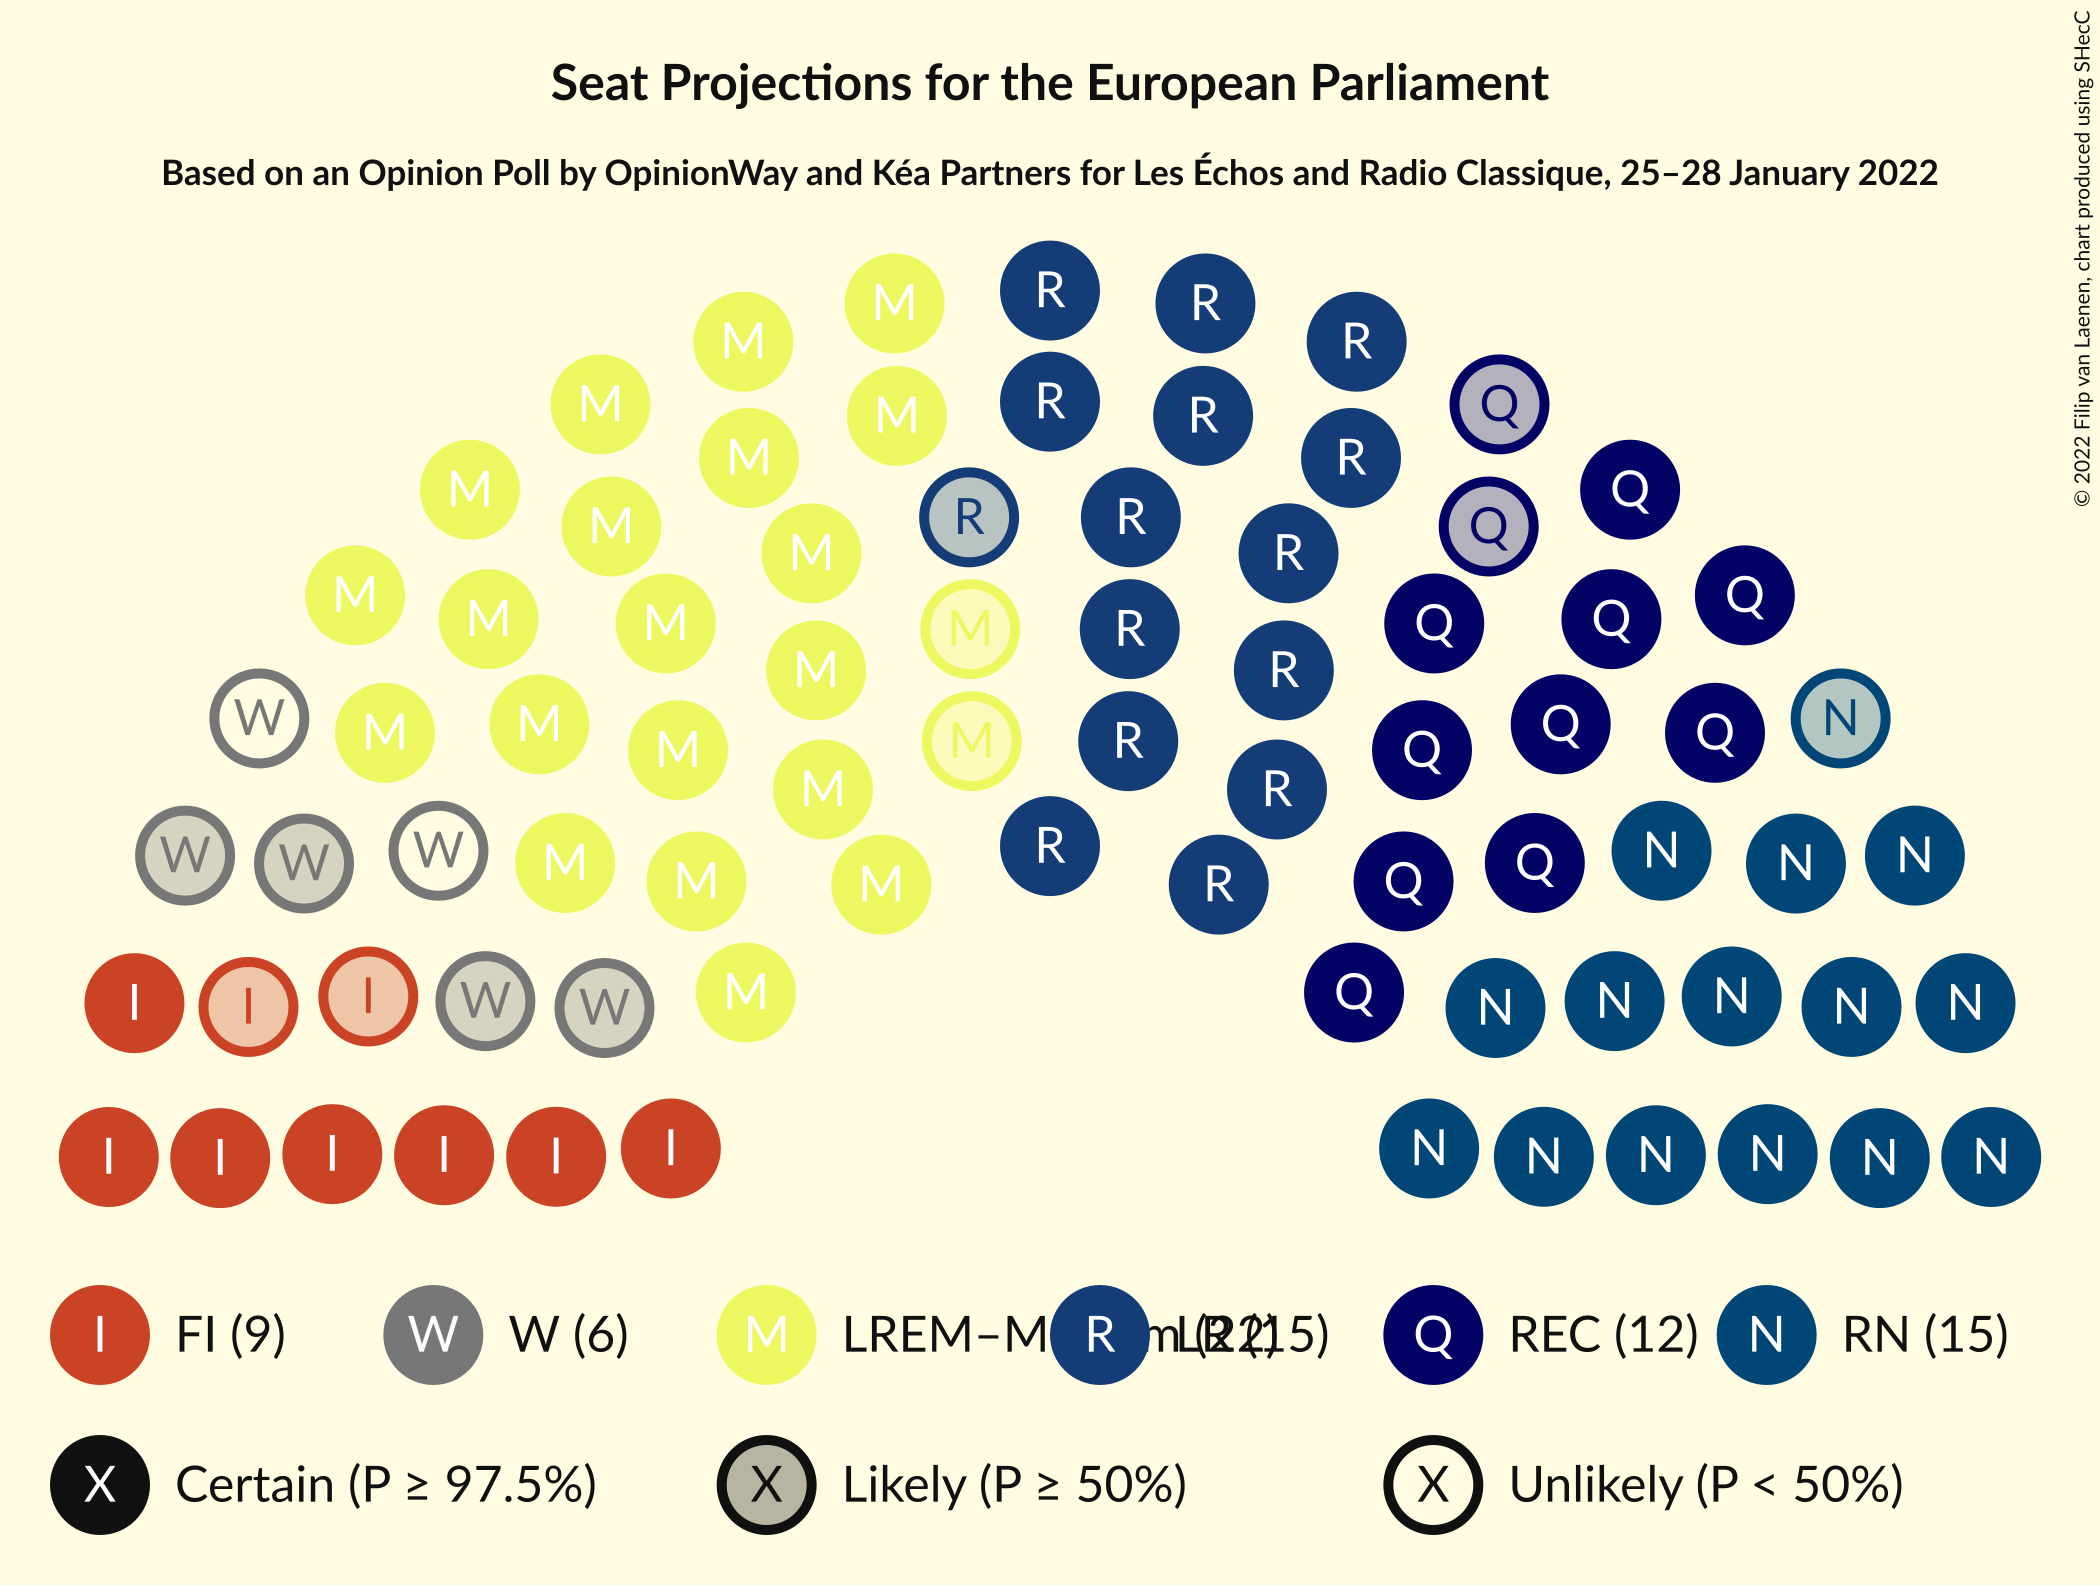 Seat Projections for the European Parliament
Based on an Opinion Poll by OpinionWay and Kéa Partners for Les Échos and Radio Classique, 25–28 January 2022
© 2022 Filip van Laenen, chart produced using SHecC
R
M R
M R
M Q
R
M R
M R
M Q
M Q
R R
M R
M Q
M M Q
M Q
M R
M R
W N
M Q
M Q
M R
M Q
M R
R
W N
W N
W N
M Q
M Q
M R
M Q
I N
I N
I N
W N
W N
I I I I I I N N N N N N
I FI (9) W W (6) M LREM–M m (22) R LR (15) Q REC (12) N RN (15)
X Certain (P ≥ 97.5%) X Likely (P ≥ 50%) X Unlikely (P < 50%)